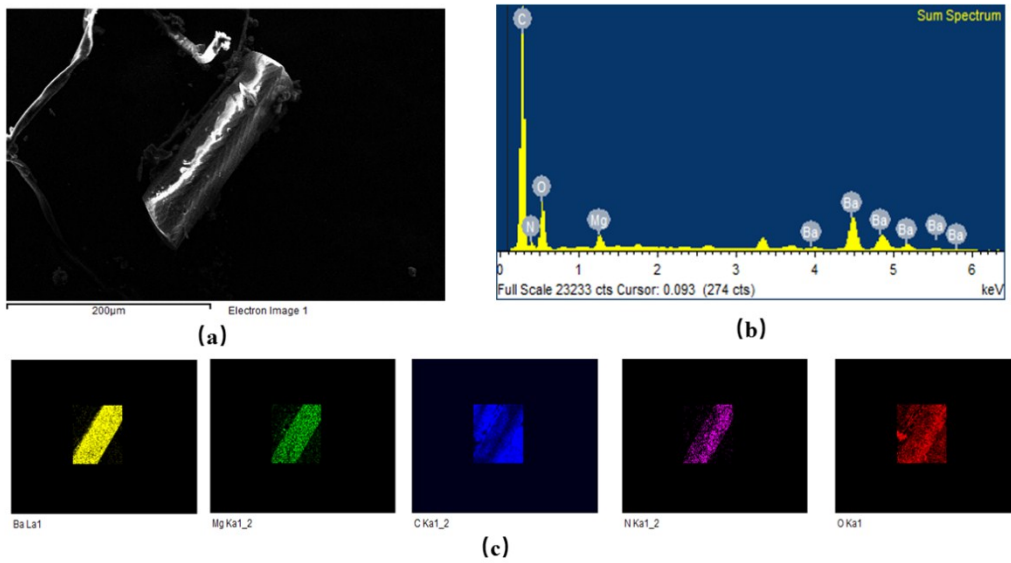 Sum Spectrum
C
O
N
Mg
Ba
Ba
Ba
Ba
Ba
Ba
0 1 2 3 4 5 6
Full Scale 23233 cts Cursor: 0.093 (274 cts) keV
200µm Electron Image 1
(a)
(b)
Ba La1
Mg Ka1_2
C Ka1_2
N Ka1_2
O Ka1
(c)